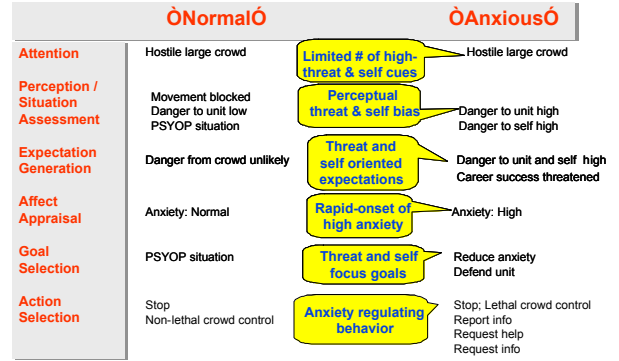 ÒNormalÓ
ÒAnxiousÓ
Attention
Hostile large crowd
Limited # of high-
threat & self cues
Hostile large crowd
Perception /
Situation
Assessment
Movement blocked
Danger to unit low
PSYOP situation
Perceptual
threat & self bias
Danger to unit high
Danger to self high
Expectation
Generation
Danger from crowd unlikely
Threat and
self oriented
expectations
Danger to unit and self high
Career success threatened
Affect
Appraisal
Anxiety: Normal
Rapid-onset of
high anxiety
Anxiety: High
Goal
Selection
PSYOP situation
Threat and self
focus goals
Reduce anxiety
Defend unit
Action
Selection
Stop
Non-lethal crowd control
Anxiety regulating
behavior
Stop; Lethal crowd control
Report info
Request help
Request info